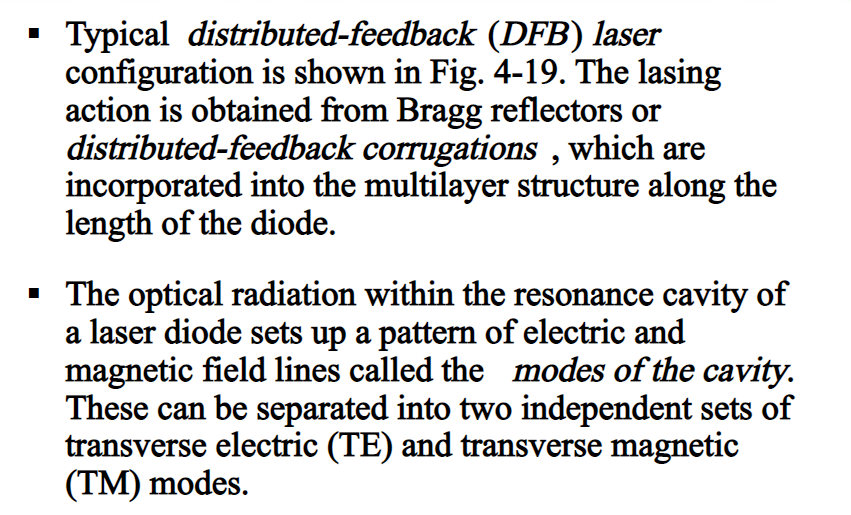 ▪ Typical distributed-feedback (DFB) laser
configuration is shown in Fig. 4-19. The lasing
action is obtained from Bragg reflectors or
distributed-feedback corrugations , which are
incorporated into the multilayer structure along the
length of the diode.
▪ The optical radiation within the resonance cavity of
a laser diode sets up a pattern of electric and
magnetic field lines called the modes of the cavity.
These can be separated into two independent sets of
transverse electric (TE) and transverse magnetic
(TM) modes.